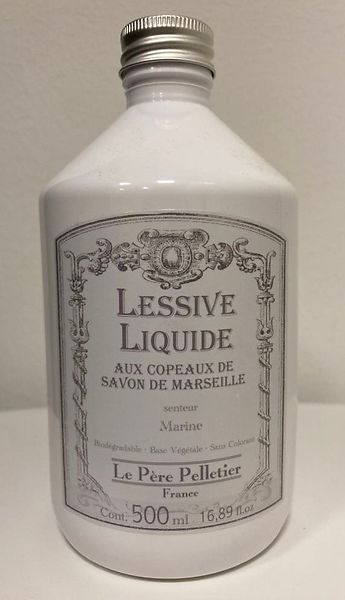 LESSIVE
LIQUIDE
AUX COPEAUX DE
SAVON DE MARSEILLE
senteur
Marine
Biodégradable - Base Végétale - Sans Colorant
Le Père Pelletier
France
Cont. 500 ml 16,89 fl.oz